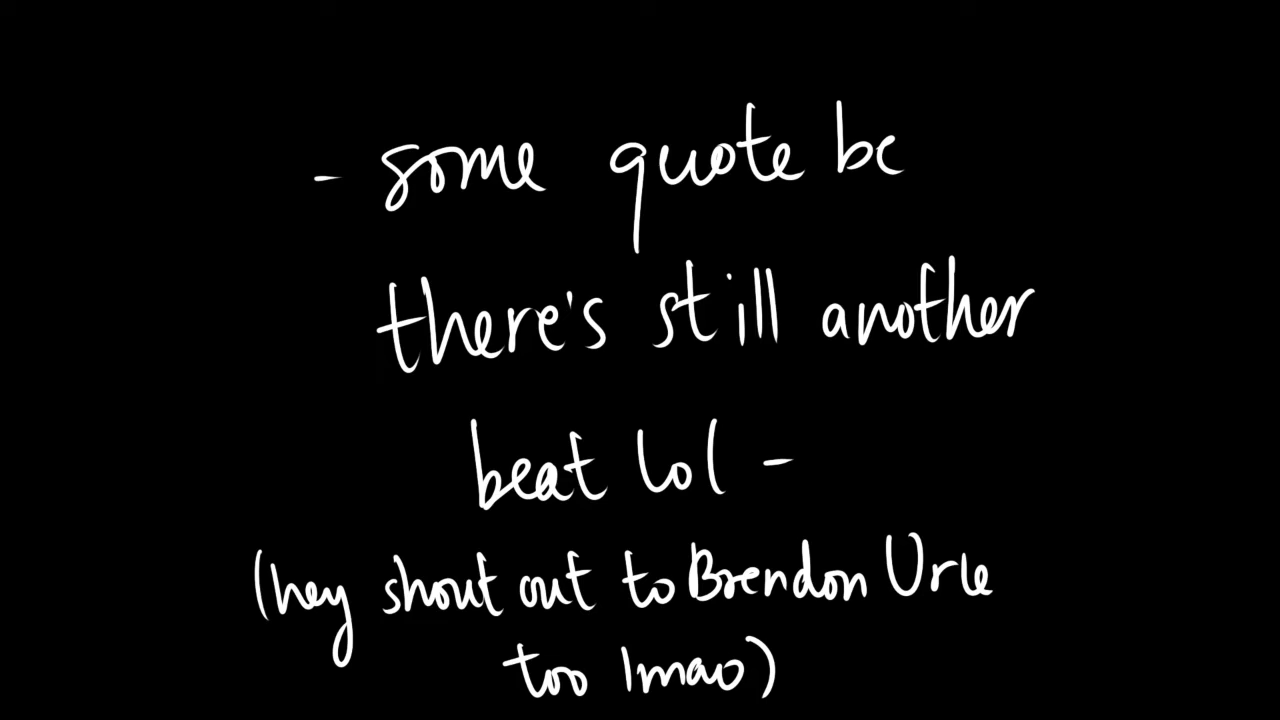 - some quote bc
there's still another
beat lol -
(hey shout out to Brendon Urie
too lmao)